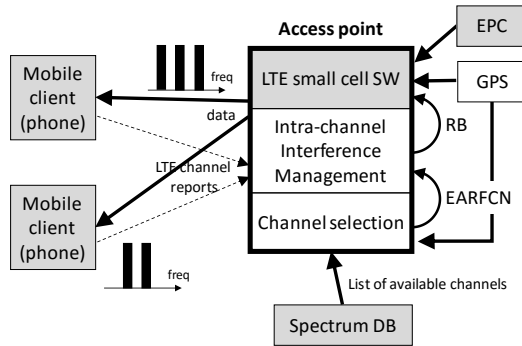 Access point
EPC
Mobile
client
(phone)
freq
LTE small cell SW
GPS
data
RB
Intra-channel
Interference
Management
LTE channel
reports
Mobile
client
(phone)
EARFCN
Channel selection
freq
List of available channels
Spectrum DB